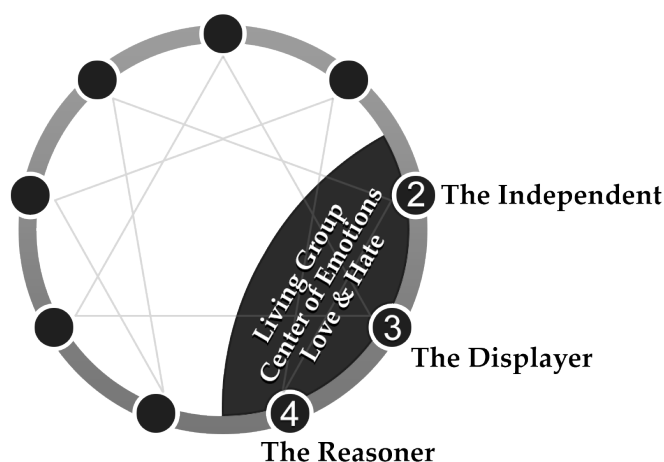 2 The Independent
Living Group
Center of Emotions
Love & Hate
3
The Displayer
4
The Reasoner